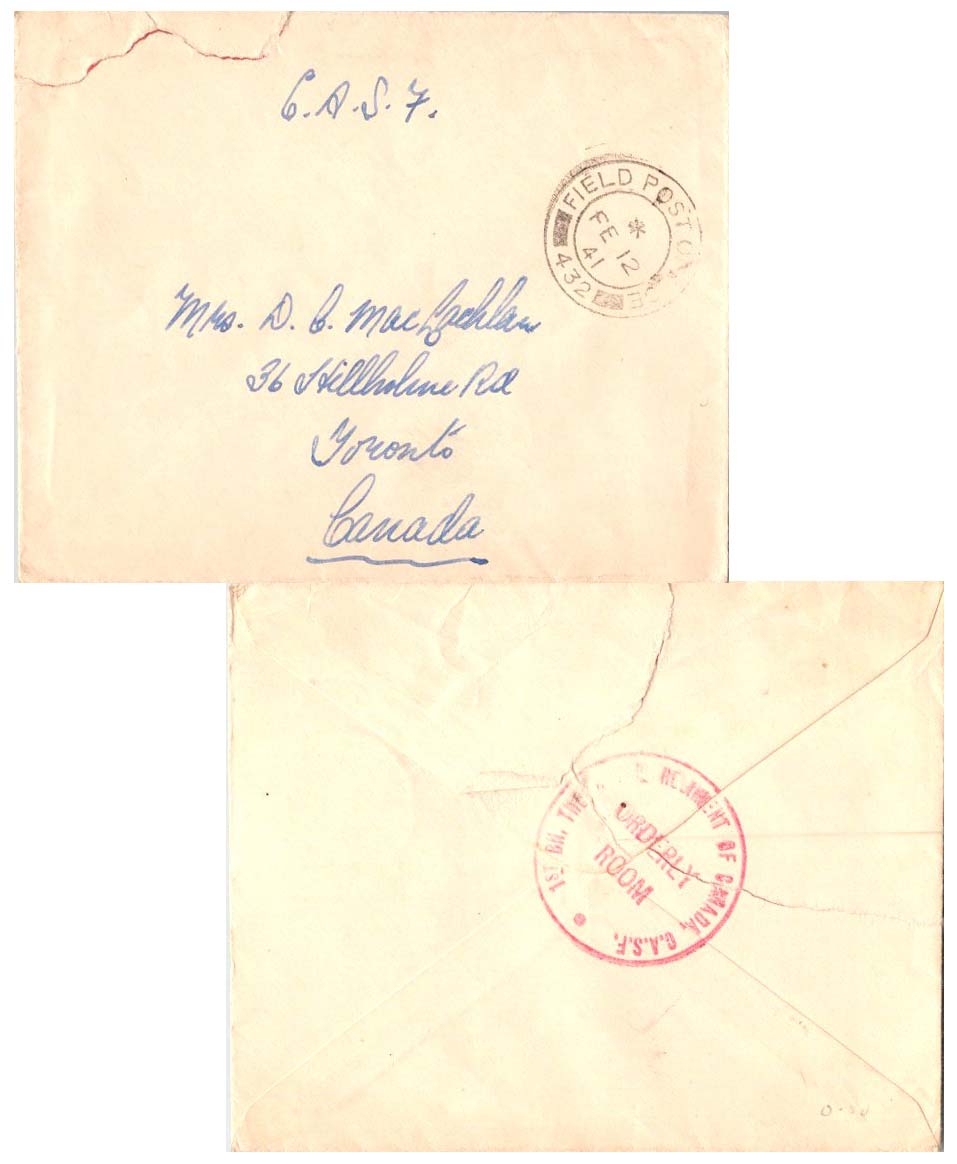 C.A.S.F.
FIELD POST OFFICE
*
FE 12
41
432
Mrs. D. C. MacLachlan
36 Hillholme Rd
Toronto
Canada
1ST BN. THE REGIMENT OF CANADA, C.A.S.F.
ORDERLY
ROOM